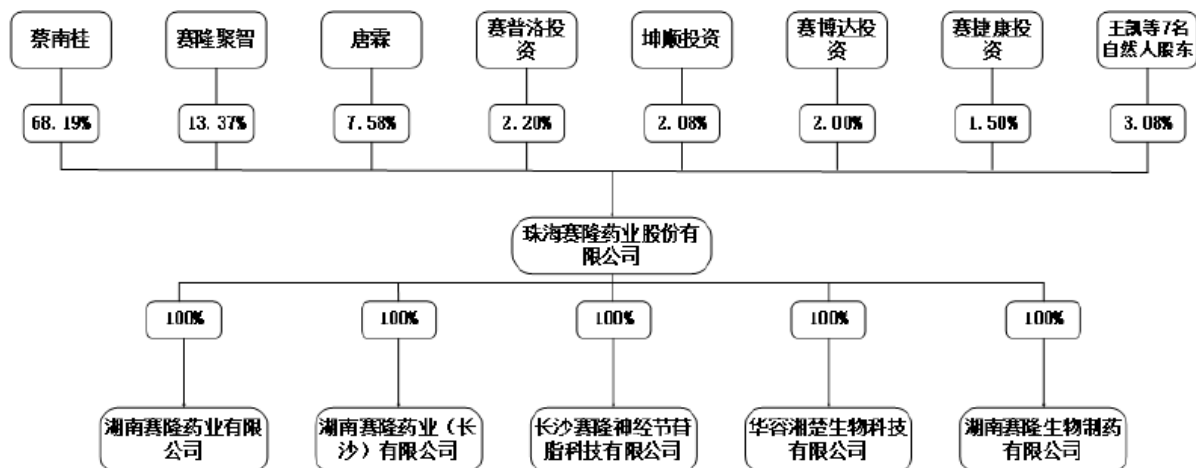 蔡南桂
赛隆聚智
唐霖
赛普洛投
资
坤顺投资
赛博达投
资
赛捷康投
资
王凯等7名
自然人股东
68.19%
13.37%
7.58%
2.20%
2.08%
2.00%
1.50%
3.08%
珠海赛隆药业股份有
限公司
100%
100%
100%
100%
100%
湖南赛隆药业有限
公司
湖南赛隆药业（长
沙）有限公司
长沙赛隆神经节苷
脂科技有限公司
华容湘楚生物科技
有限公司
湖南赛隆生物制药
有限公司